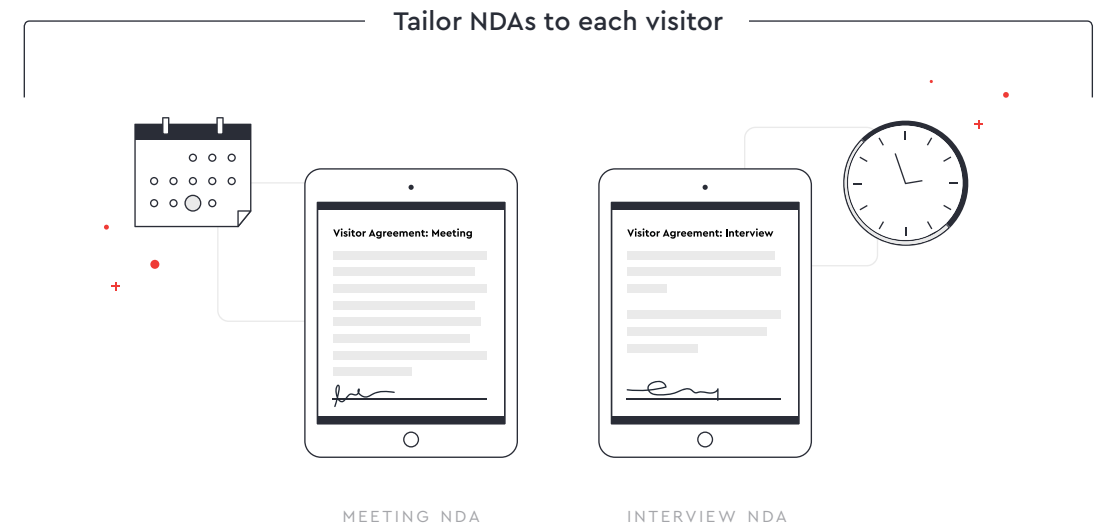 Tailor NDAs to each visitor
Visitor Agreement: Meeting
Visitor Agreement: Interview
MEETING NDA
INTERVIEW NDA